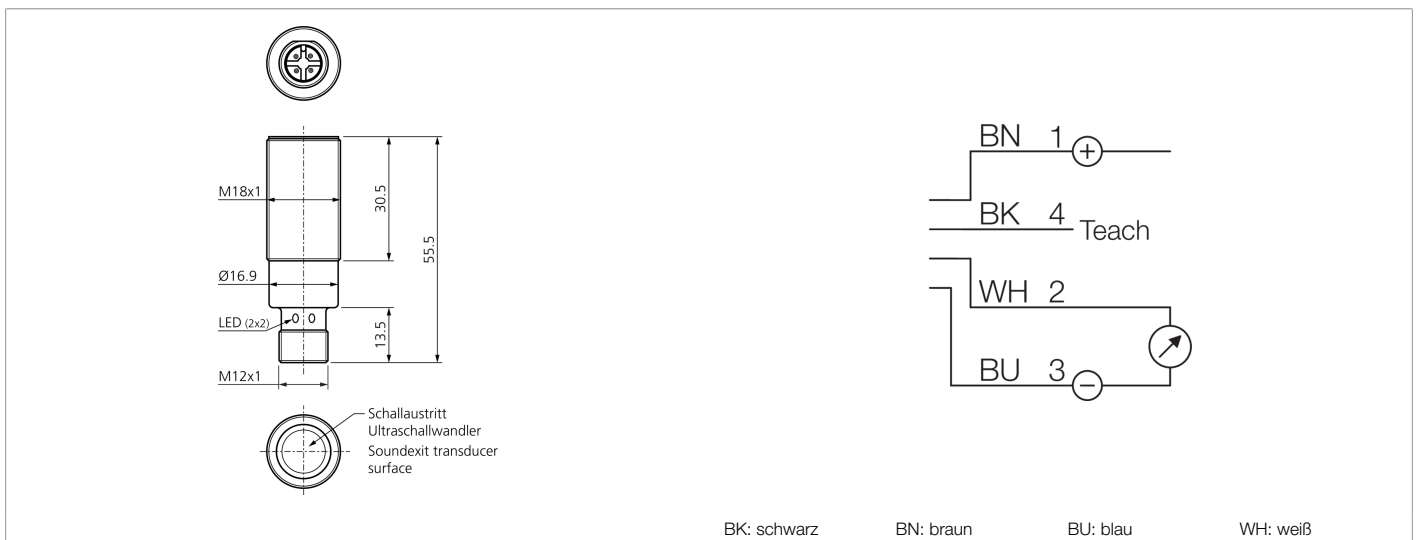 M18x1
30.5
55.5
Ø16.9
LED (2x2)
13.5
M12x1
Schallaustritt
Ultraschallwandler
Soundexit transducer
surface
BN 1 +
BK 4 Teach
WH 2
BU 3 −
BK: schwarz BN: braun BU: blau WH: weiß